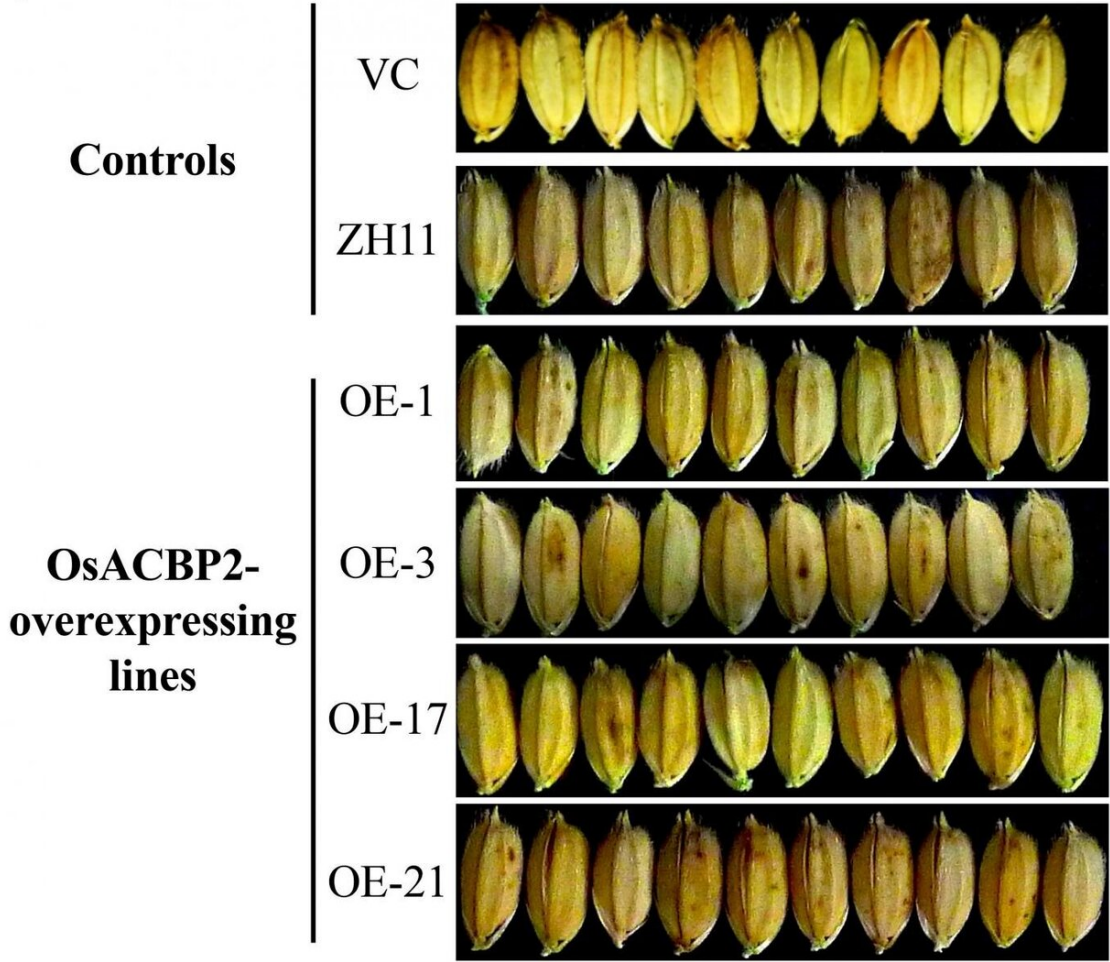 Controls
VC
ZH11
OsACBP2-
overexpressing
lines
OE-1
OE-3
OE-17
OE-21